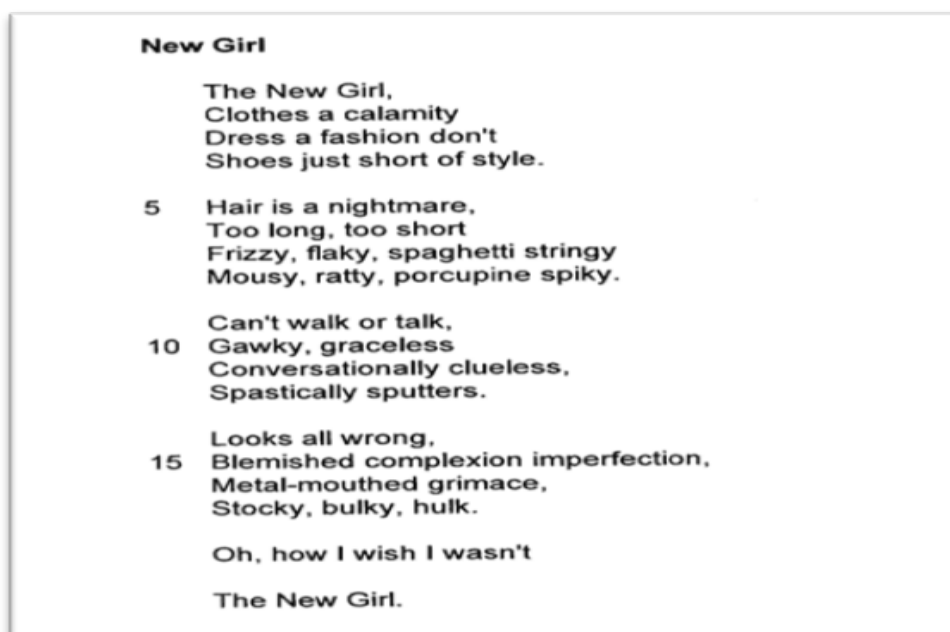 New Girl
The New Girl,
Clothes a calamity
Dress a fashion don't
Shoes just short of style.
5 Hair is a nightmare,
Too long, too short
Frizzy, flaky, spaghetti stringy
Mousy, ratty, porcupine spiky.
Can't walk or talk,
10 Gawky, graceless
Conversationally clueless,
Spastically sputters.
Looks all wrong,
15 Blemished complexion imperfection,
Metal-mouthed grimace,
Stocky, bulky, hulk.
Oh, how I wish I wasn't
The New Girl.